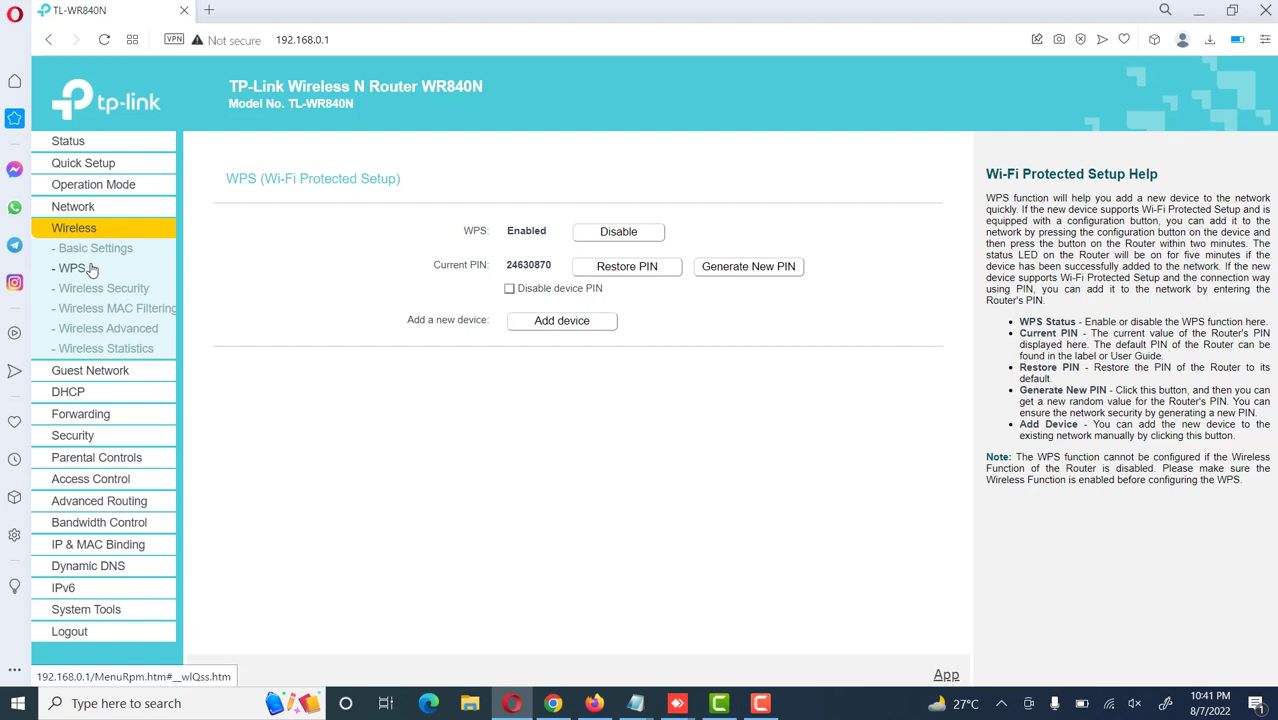 TL-WR840N
VPN
Not secure
192.168.0.1
tp-link
TP-Link Wireless N Router WR840N
Model No. TL-WR840N
Status
Quick Setup
Operation Mode
Network
Wireless
- Basic Settings
- WPS
- Wireless Security
- Wireless MAC Filtering
- Wireless Advanced
- Wireless Statistics
Guest Network
DHCP
Forwarding
Security
Parental Controls
Access Control
Advanced Routing
Bandwidth Control
IP & MAC Binding
Dynamic DNS
IPv6
System Tools
Logout
WPS (Wi-Fi Protected Setup)
WPS: Enabled Disable
Current PIN: 24630870 Restore PIN Generate New PIN
Disable device PIN
Add a new device: Add device
Wi-Fi Protected Setup Help
WPS function will help you add a new device to the network
quickly. If the new device supports Wi-Fi Protected Setup and is
equipped with a configuration button, you can add it to the
network by pressing the configuration button on the device and
then press the button on the Router within two minutes. The
status LED on the Router will be on for five minutes if the
device has been successfully added to the network. If the new
device supports Wi-Fi Protected Setup and the connection way
using PIN, you can add it to the network by entering the
Router's PIN.
• WPS Status - Enable or disable the WPS function here.
• Current PIN - The current value of the Router's PIN
displayed here. The default PIN of the Router can be
found in the label or User Guide.
• Restore PIN - Restore the PIN of the Router to its
default.
• Generate New PIN - Click this button, and then you can
get a new random value for the Router's PIN. You can
ensure the network security by generating a new PIN.
• Add Device - You can add the new device to the
existing network manually by clicking this button.
Note: The WPS function cannot be configured if the Wireless
Function of the Router is disabled. Please make sure the
Wireless Function is enabled before configuring the WPS.
App
192.168.0.1/MenuRpm.htm#__wlQss.htm
Type here to search
27°C
10:41 PM
8/7/2022
1